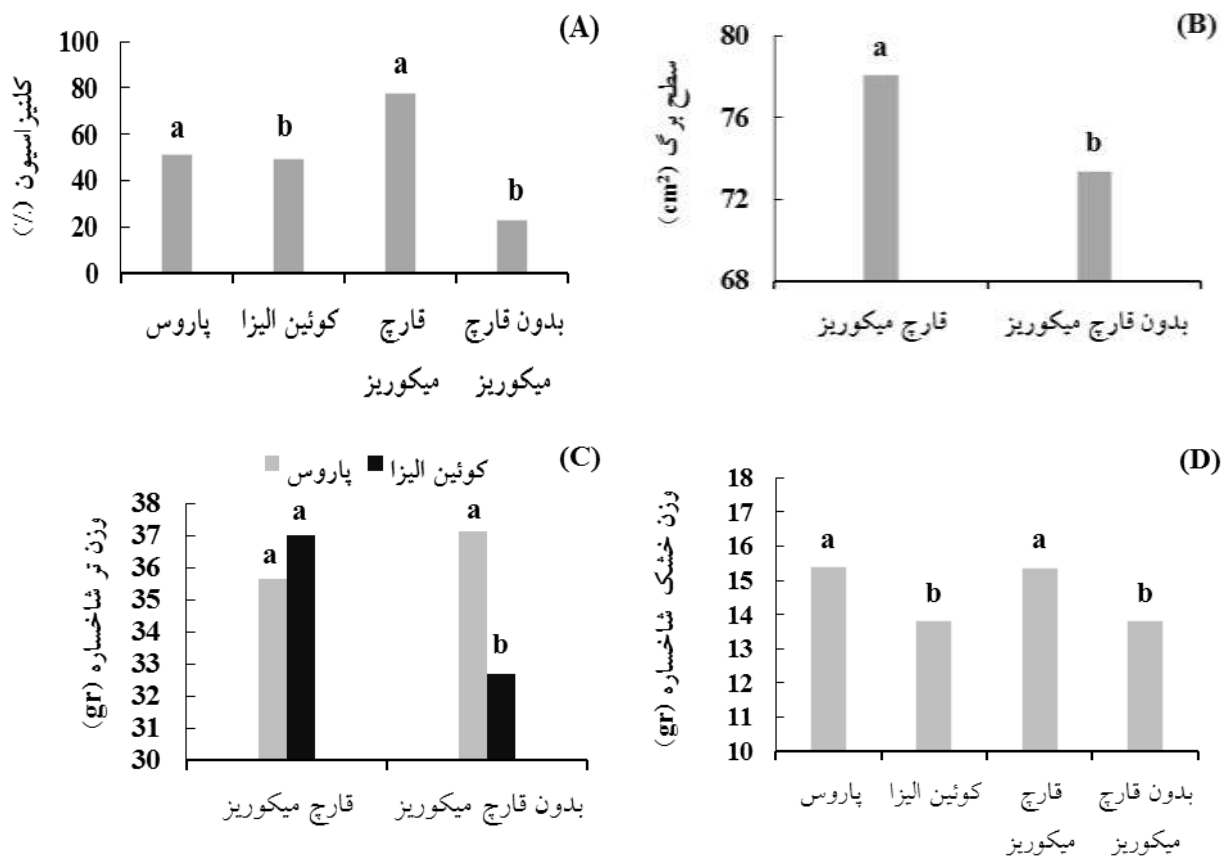 (A)
کلنیزاسیون (٪)
100
80
60
40
20
0
a
b
a
b
پاروس
کوئین الیزا
قارچ
میکوریز
بدون قارچ
میکوریز
(B)
سطح برگ (cm²)
80
76
72
68
a
b
قارچ میکوریز
بدون قارچ میکوریز
(C)
پاروس
کوئین الیزا
وزن تر شاخساره (gr)
38
37
36
35
34
33
32
31
30
a
a
a
b
قارچ میکوریز
بدون قارچ میکوریز
(D)
وزن خشک شاخساره (gr)
18
17
16
15
14
13
12
11
10
a
b
a
b
پاروس
کوئین الیزا
قارچ
میکوریز
بدون قارچ
میکوریز